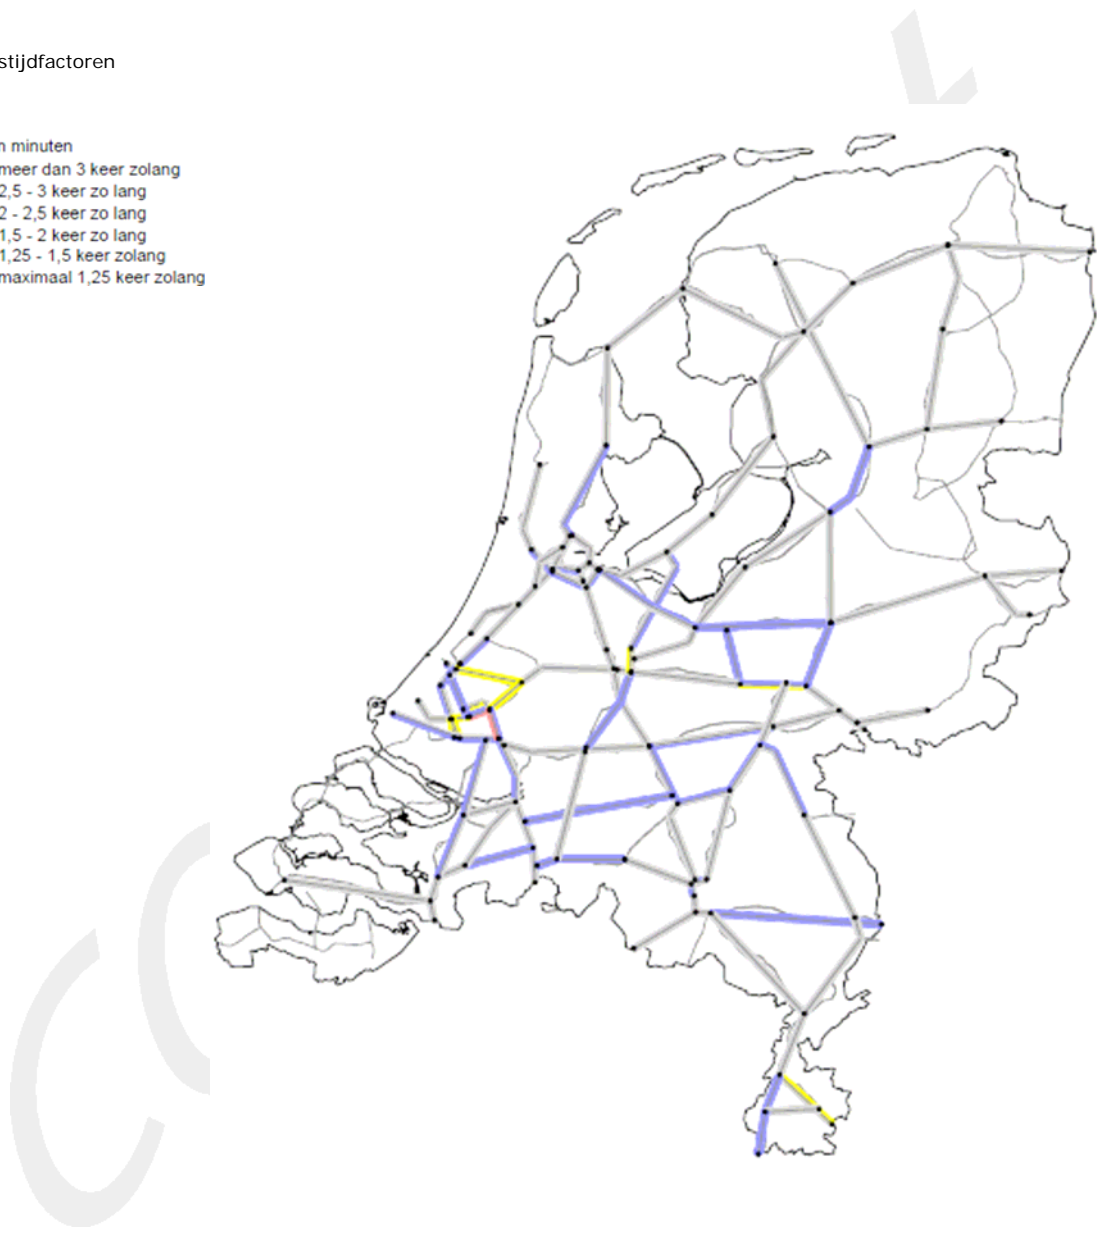 stijdfactoren
n minuten
meer dan 3 keer zolang
2,5 - 3 keer zo lang
2 - 2,5 keer zo lang
1,5 - 2 keer zo lang
1,25 - 1,5 keer zolang
maximaal 1,25 keer zolang